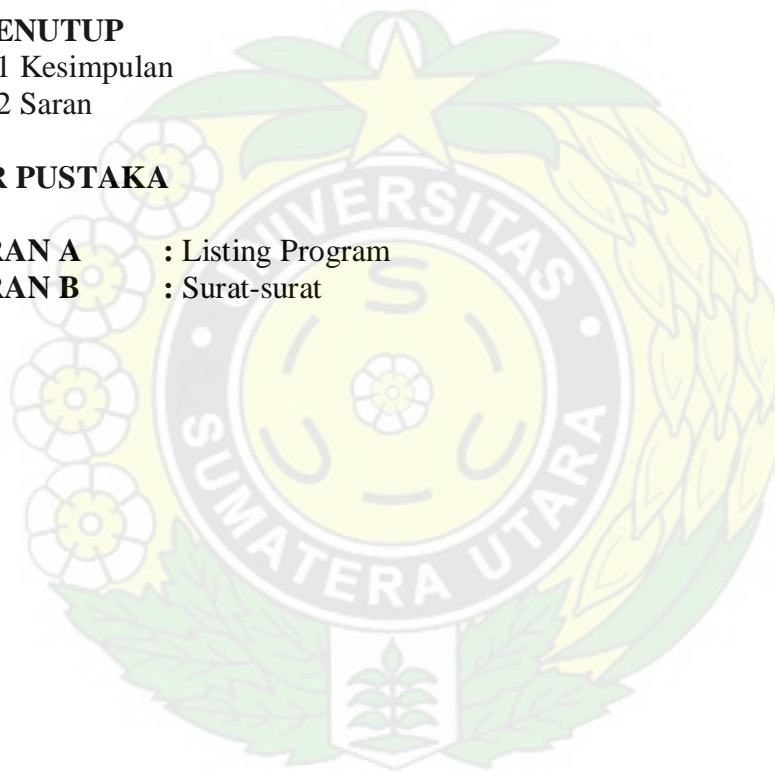 ENUTUP
1 Kesimpulan
2 Saran
R PUSTAKA
RAN A : Listing Program
RAN B : Surat-surat
UNIVERSITAS
SUMATERA UTARA